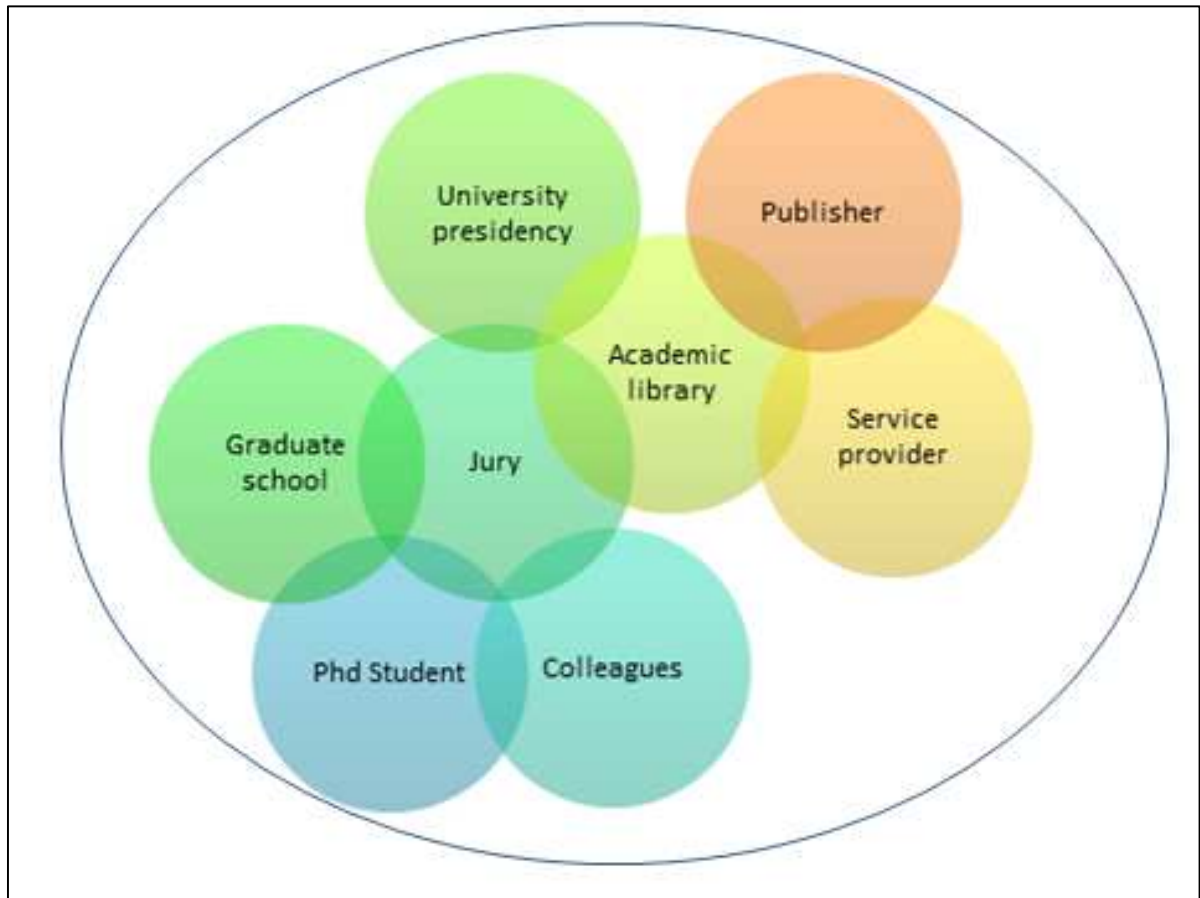 University
presidency
Publisher
Academic
library
Graduate
school
Jury
Service
provider
Phd Student
Colleagues